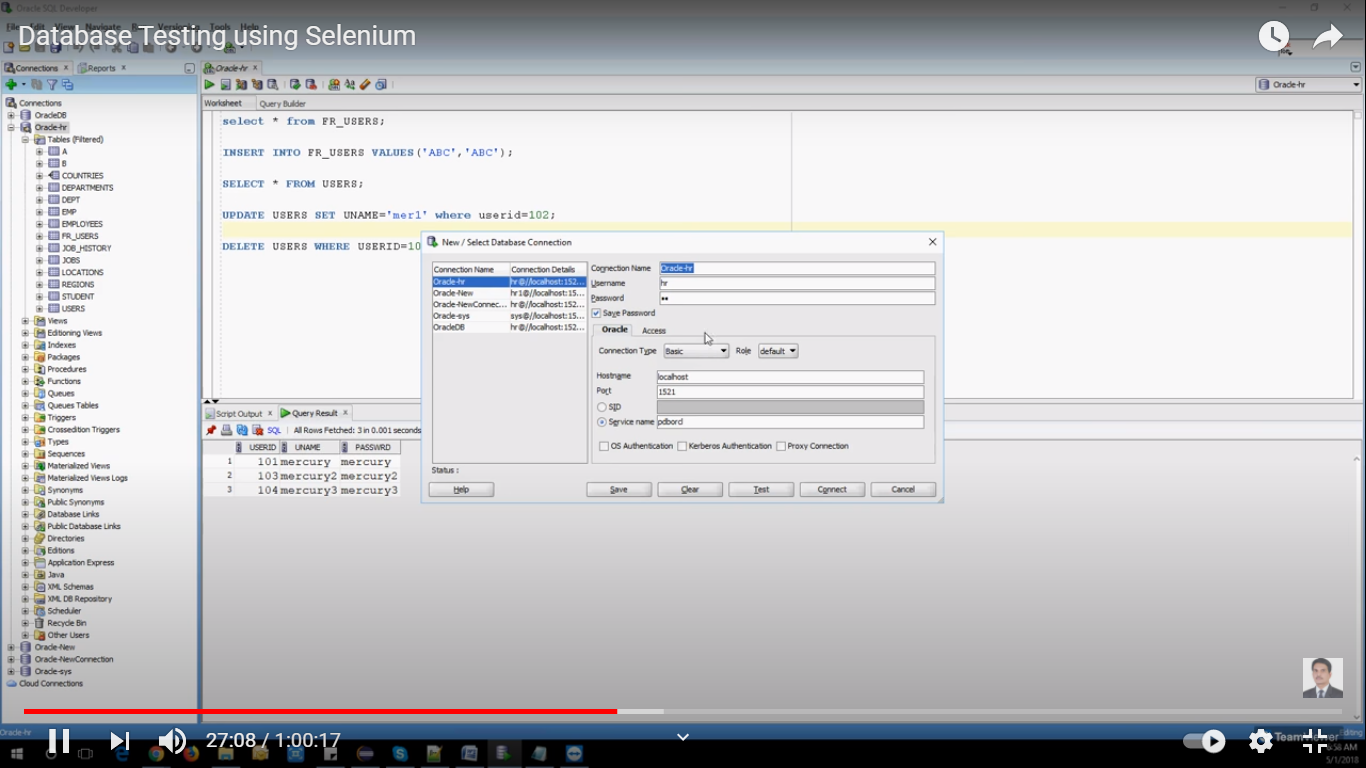 Oracle SQL Developer
File Edit View Navigate Run Versioning Tools Help
Database Testing using Selenium
Connections x Reports x
Oracle-hr x
Oracle-hr
Worksheet Query Builder
Connections
OracleDB
Oracle-hr
Tables (Filtered)
A
B
COUNTRIES
DEPARTMENTS
DEPT
EMP
EMPLOYEES
FR_USERS
JOB_HISTORY
JOBS
LOCATIONS
REGIONS
STUDENT
USERS
Views
Editioning Views
Indexes
Packages
Procedures
Functions
Queues
Queues Tables
Triggers
Crossedition Triggers
Types
Sequences
Materialized Views
Materialized Views Logs
Synonyms
Public Synonyms
Database Links
Public Database Links
Directories
Editions
Application Express
Java
XML Schemas
XML DB Repository
Scheduler
Recycle Bin
Other Users
Oracle-New
Oracle-NewConnection
Oracle-sys
Cloud Connections
select * from FR_USERS;
INSERT INTO FR_USERS VALUES('ABC','ABC');
SELECT * FROM USERS;
UPDATE USERS SET UNAME='mer1' where userid=102;
DELETE USERS WHERE USERID=10
New / Select Database Connection
Connection Name Connection Details
Oracle-hr hr@//localhost:152...
Oracle-New hr1@//localhost:15...
Oracle-NewConnec... hr@//localhost:152...
Oracle-sys sys@//localhost:15...
OracleDB hr@//localhost:152...
Connection Name Oracle-hr
Username hr
Password ••
Save Password
Oracle Access
Connection Type Basic Role default
Hostname localhost
Port 1521
SID
Service name pdbord
OS Authentication Kerberos Authentication Proxy Connection
Status :
Help Save Clear Test Connect Cancel
Script Output x Query Result x
SQL All Rows Fetched: 3 in 0.001 seconds
USERID UNAME PASSWRD
1 101 mercury mercury
2 103 mercury2 mercury2
3 104 mercury3 mercury3
Oracle-hr
27:08 / 1:00:17
5/1/2018